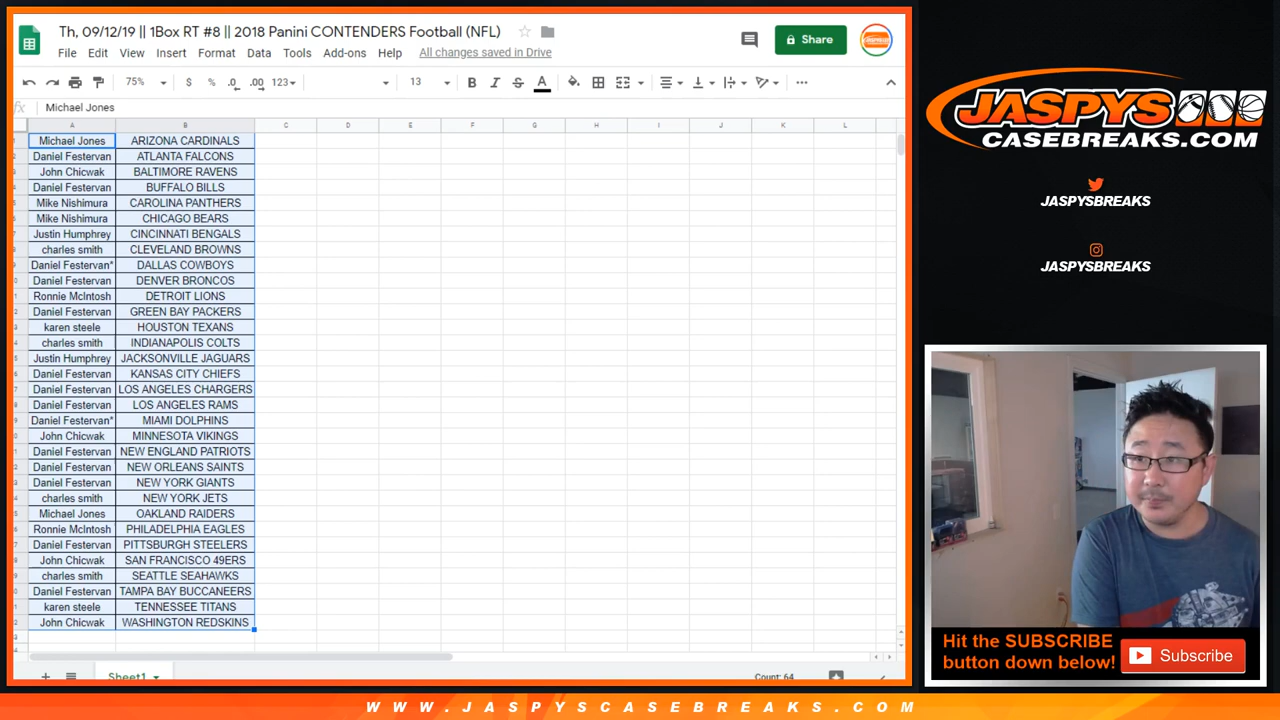 Th, 09/12/19 || 1Box RT #8 || 2018 Panini CONTENDERS Football (NFL)
File Edit View Insert Format Data Tools Add-ons Help All changes saved in Drive
Share
75% $ % .0 .00 123 13 B I S A
fx Michael Jones
A B C D E F G H I J K L
Michael Jones ARIZONA CARDINALS
Daniel Festervan ATLANTA FALCONS
John Chicwak BALTIMORE RAVENS
Daniel Festervan BUFFALO BILLS
Mike Nishimura CAROLINA PANTHERS
Mike Nishimura CHICAGO BEARS
Justin Humphrey CINCINNATI BENGALS
charles smith CLEVELAND BROWNS
Daniel Festervan* DALLAS COWBOYS
Daniel Festervan DENVER BRONCOS
Ronnie McIntosh DETROIT LIONS
Daniel Festervan GREEN BAY PACKERS
karen steele HOUSTON TEXANS
charles smith INDIANAPOLIS COLTS
Justin Humphrey JACKSONVILLE JAGUARS
Daniel Festervan KANSAS CITY CHIEFS
Daniel Festervan LOS ANGELES CHARGERS
Daniel Festervan LOS ANGELES RAMS
Daniel Festervan* MIAMI DOLPHINS
John Chicwak MINNESOTA VIKINGS
Daniel Festervan NEW ENGLAND PATRIOTS
Daniel Festervan NEW ORLEANS SAINTS
Daniel Festervan NEW YORK GIANTS
charles smith NEW YORK JETS
Michael Jones OAKLAND RAIDERS
Ronnie McIntosh PHILADELPHIA EAGLES
Daniel Festervan PITTSBURGH STEELERS
John Chicwak SAN FRANCISCO 49ERS
charles smith SEATTLE SEAHAWKS
Daniel Festervan TAMPA BAY BUCCANEERS
karen steele TENNESSEE TITANS
John Chicwak WASHINGTON REDSKINS
Sheet1 Count: 64
JASPYS
CASEBREAKS.COM
JASPYSBREAKS
JASPYSBREAKS
Hit the SUBSCRIBE
button down below!
Subscribe
WWW.JASPYSCASEBREAKS.COM